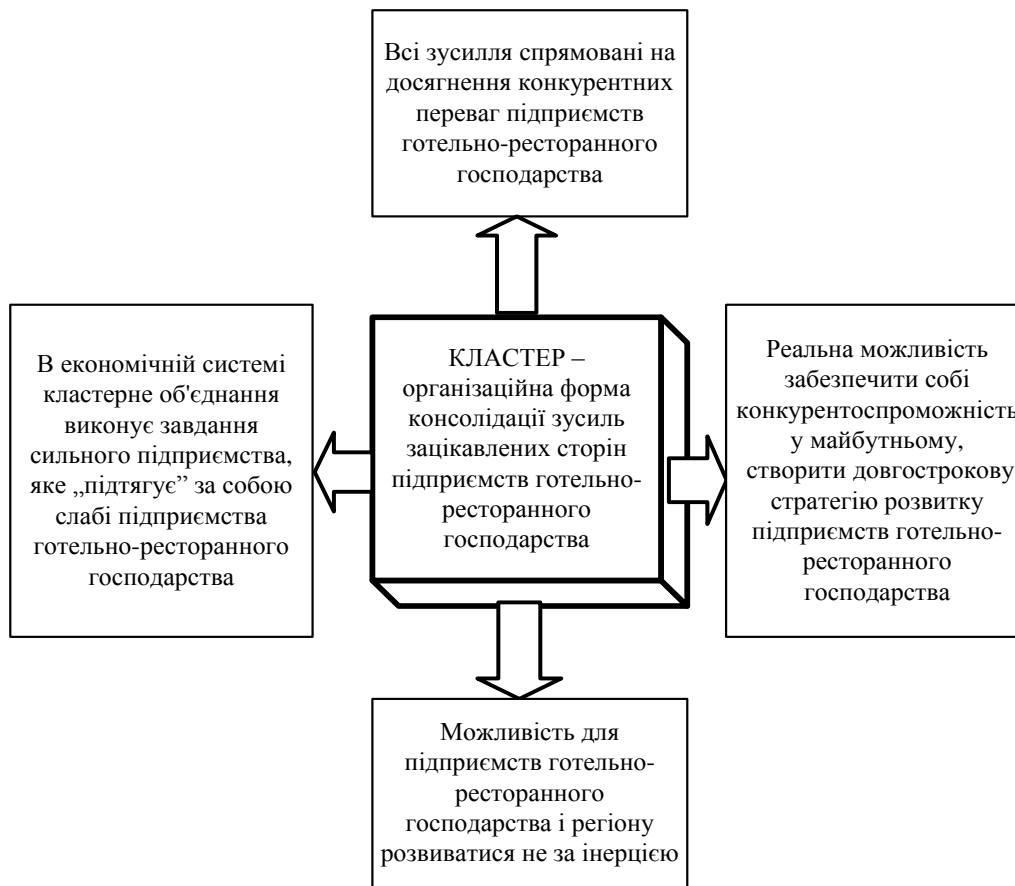 Всі зусилля спрямовані на
досягнення конкурентних
переваг підприємств
готельно-ресторанного
господарства
В економічній системі
кластерне об'єднання
виконує завдання
сильного підприємства,
яке „підтягує” за собою
слабі підприємства
готельно-ресторанного
господарства
КЛАСТЕР –
організаційна форма
консолідації зусиль
зацікавлених сторін
підприємств готельно-
ресторанного
господарства
Реальна можливість
забезпечити собі
конкурентоспроможність
у майбутньому,
створити довгострокову
стратегію розвитку
підприємств готельно-
ресторанного
господарства
Можливість для
підприємств готельно-
ресторанного
господарства і регіону
розвиватися не за інерцією